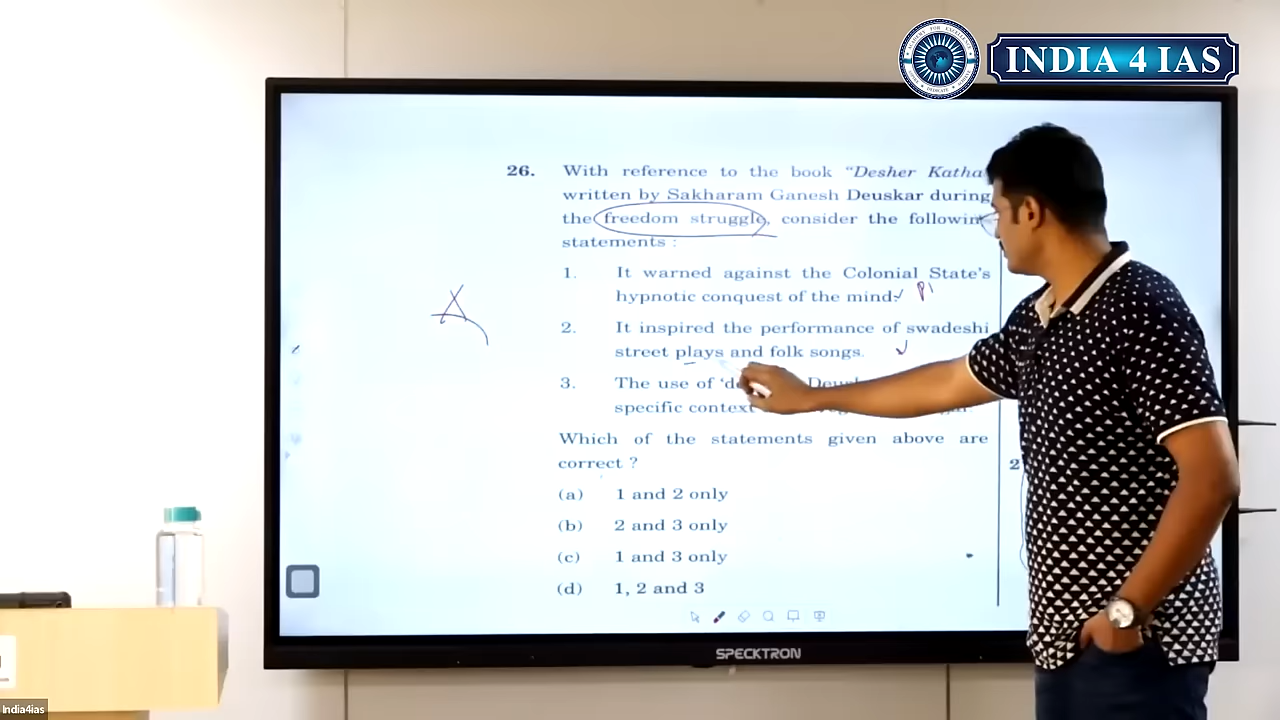 INDIA 4 IAS
26. With reference to the book "Desher Katha
written by Sakharam Ganesh Deuskar during
the freedom struggle, consider the following
statements :
1. It warned against the Colonial State's
hypnotic conquest of the mind.
2. It inspired the performance of swadeshi
street plays and folk songs.
3. The use of
specific context
Which of the statements given above are
correct ?
(a) 1 and 2 only
(b) 2 and 3 only
(c) 1 and 3 only
(d) 1, 2 and 3
2
SPECKTRON
India4ias